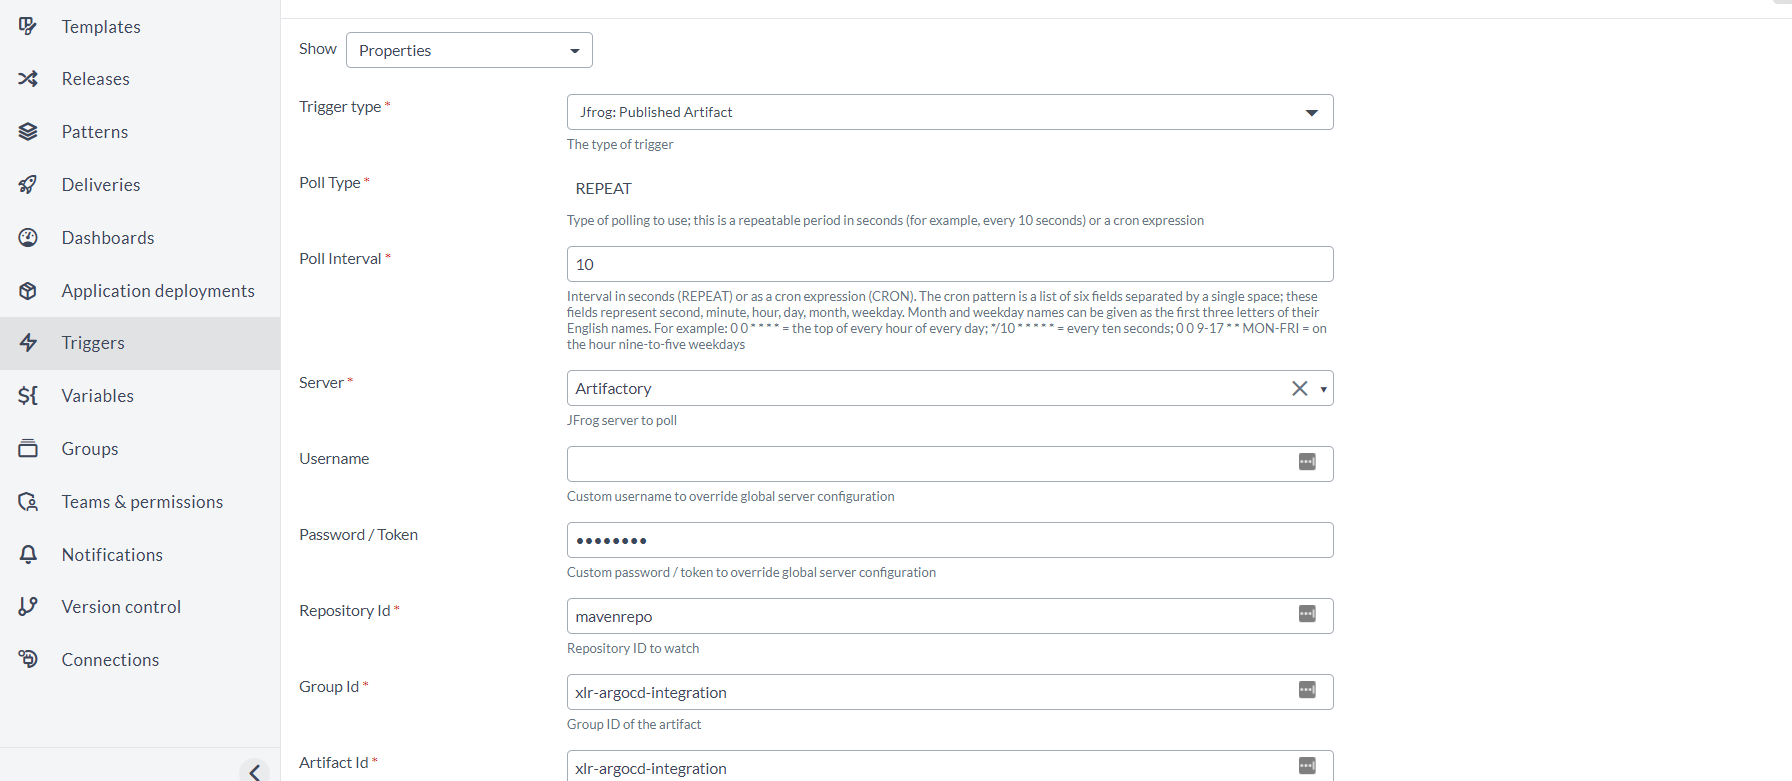 Templates
Releases
Patterns
Deliveries
Dashboards
Application deployments
Triggers
Variables
Groups
Teams & permissions
Notifications
Version control
Connections
Show
Properties
Trigger type *
Jfrog: Published Artifact
The type of trigger
Poll Type *
REPEAT
Type of polling to use; this is a repeatable period in seconds (for example, every 10 seconds) or a cron expression
Poll Interval *
10
Interval in seconds (REPEAT) or as a cron expression (CRON). The cron pattern is a list of six fields separated by a single space; these
fields represent second, minute, hour, day, month, weekday. Month and weekday names can be given as the first three letters of their
English names. For example: 0 0 * * * * = the top of every hour of every day; */10 * * * * * = every ten seconds; 0 0 9-17 * * MON-FRI = on
the hour nine-to-five weekdays
Server *
Artifactory
JFrog server to poll
Username
Custom username to override global server configuration
Password / Token
••••••••
Custom password / token to override global server configuration
Repository Id *
mavenrepo
Repository ID to watch
Group Id *
xlr-argocd-integration
Group ID of the artifact
Artifact Id *
xlr-argocd-integration